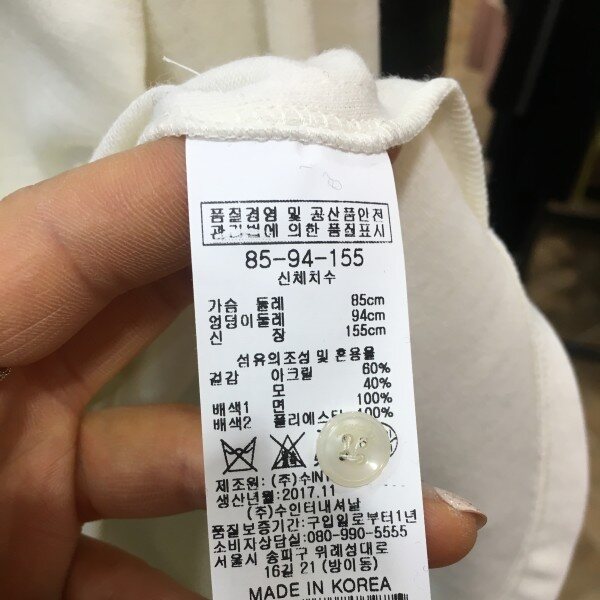 품질경영 및 공산품안전
관리법에 의한 품질표시
85-94-155
신체치수
가슴 둘레 85cm
엉덩이둘레 94cm
신 장 155cm
섬유의조성 및 혼용율
겉감 아크릴 60%
모 40%
배색1 면 100%
배색2 폴리에스터 100%
제조원: (주)수인
생산년월:2017.11
(주)수인터내셔날
품질보증기간:구입일로부터1년
소비자상담실:080-990-5555
서울시 송파구 위례성대로
16길 21 (방이동)
MADE IN KOREA